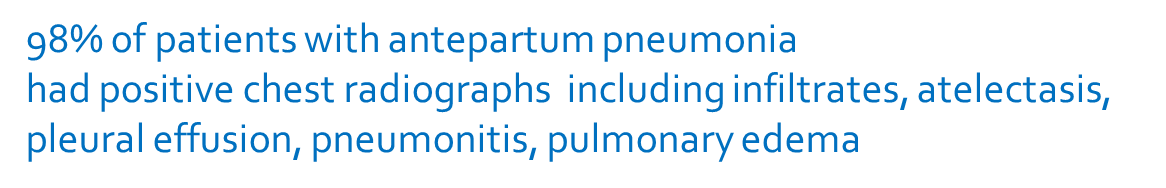 98% of patients with antepartum pneumonia
had positive chest radiographs  including infiltrates, atelectasis,
pleural effusion, pneumonitis, pulmonary edema